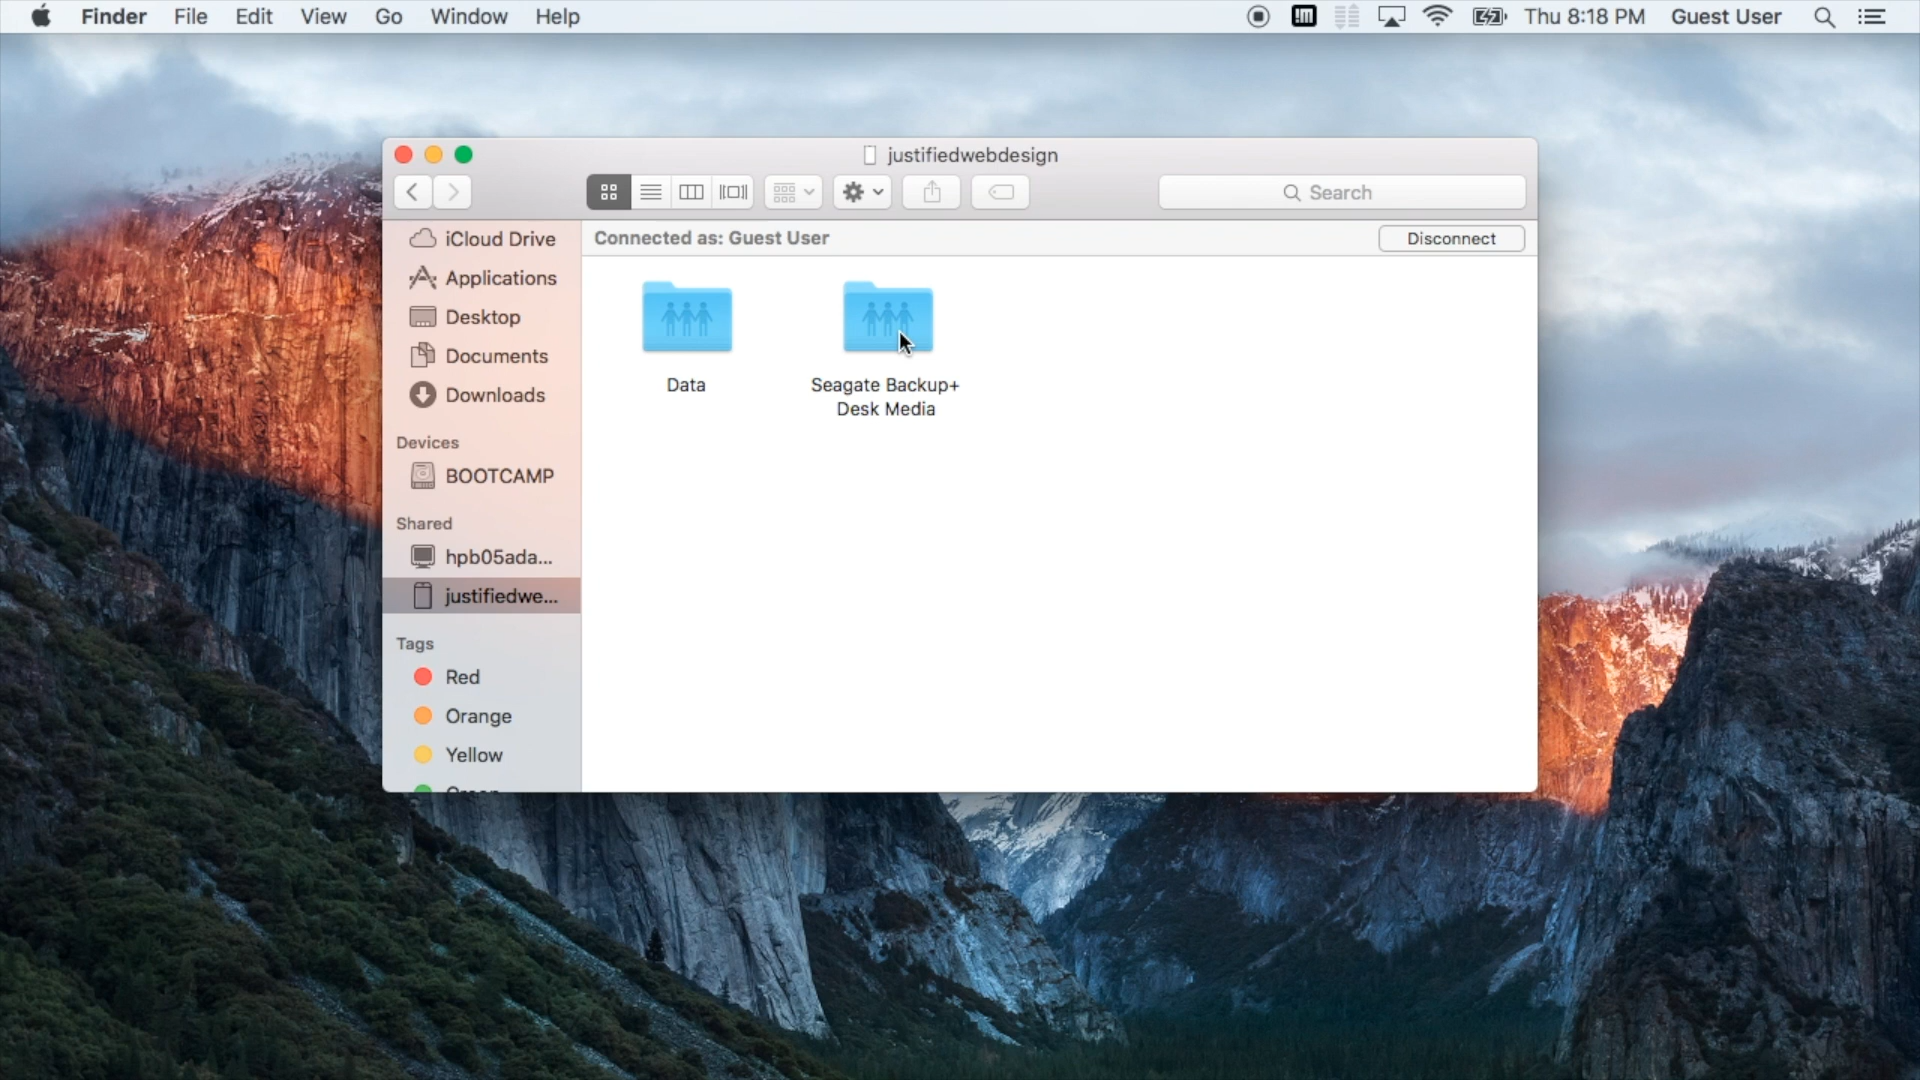 Finder File Edit View Go Window Help Thu 8:18 PM Guest User
justifiedwebdesign
Search
iCloud Drive
Applications
Desktop
Documents
Downloads
Devices
BOOTCAMP
Shared
hpb05ada...
justifiedwe...
Tags
Red
Orange
Yellow
Green
Connected as: Guest User Disconnect
Data
Seagate Backup+
Desk Media